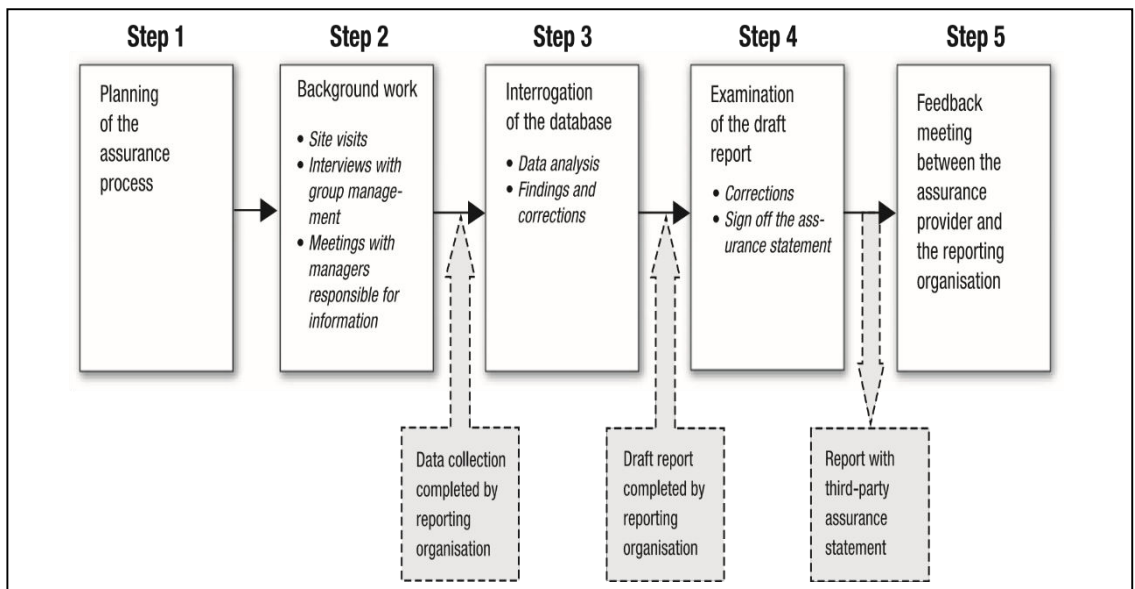 Step 1
Planning
of the
assurance
process
Step 2
Background work
• Site visits
• Interviews with
group manage-
ment
• Meetings with
managers
responsible for
information
Step 3
Interrogation
of the database
• Data analysis
• Findings and
corrections
Step 4
Examination
of the draft
report
• Corrections
• Sign off the ass-
urance statement
Step 5
Feedback
meeting
between the
assurance
provider and
the reporting
organisation
Data collection
completed by
reporting
organisation
Draft report
completed by
reporting
organisation
Report with
third-party
assurance
statement